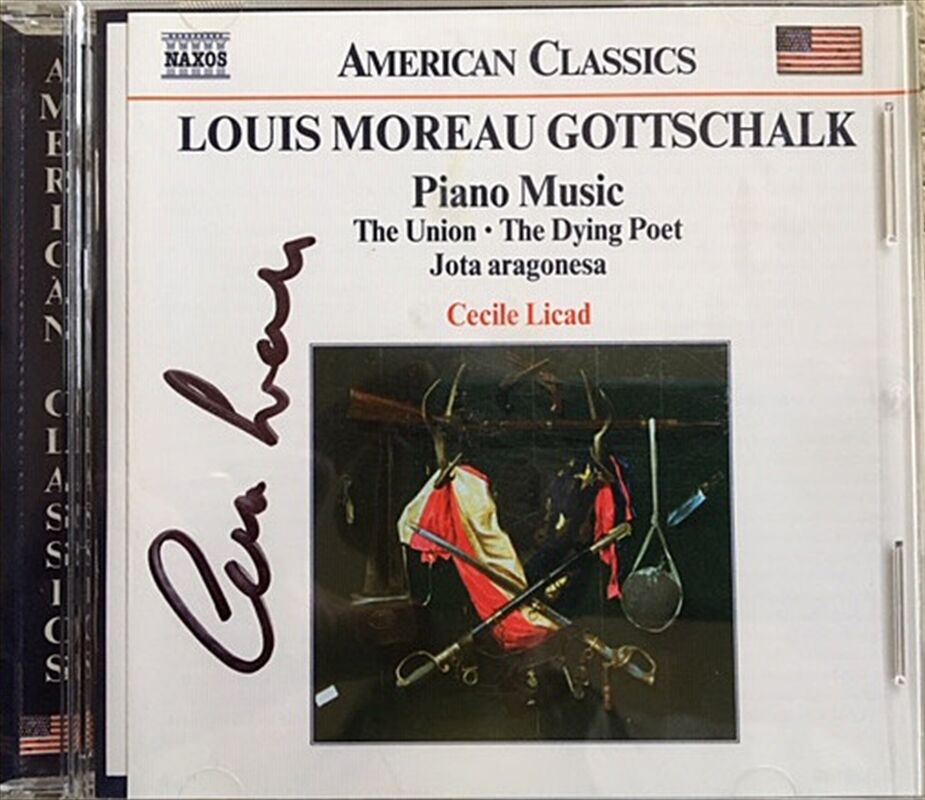 NAXOS
AMERICAN CLASSICS
LOUIS MOREAU GOTTSCHALK
Piano Music
The Union • The Dying Poet
Jota aragonesa
Cecile Licad
AMERICAN CLASSICS